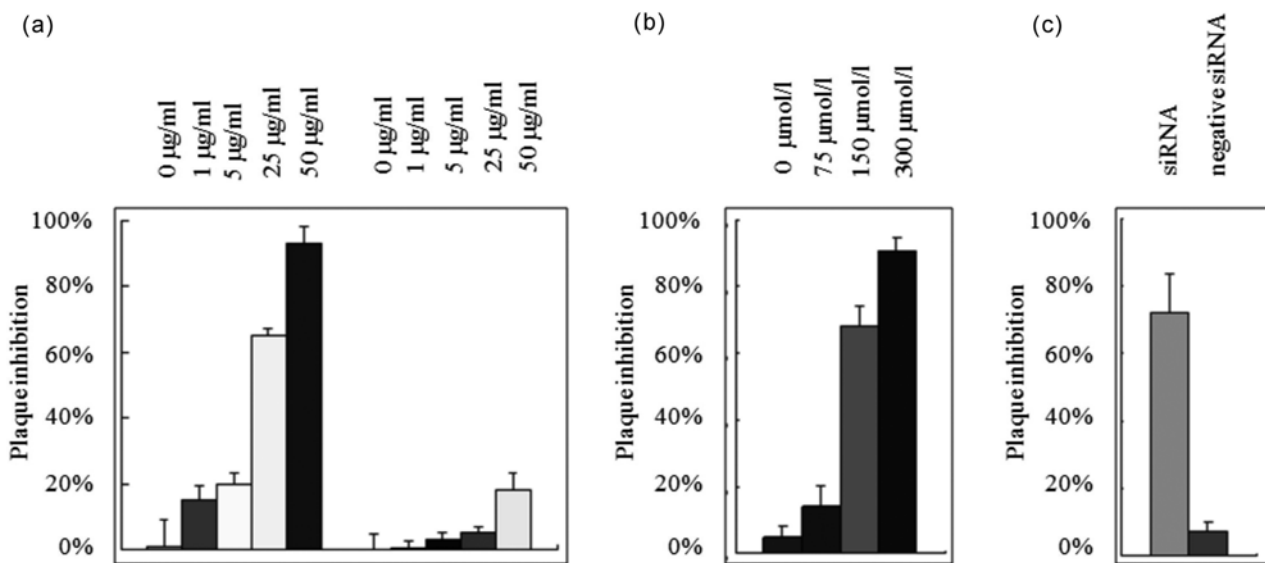 (a)
0 µg/ml
1 µg/ml
5 µg/ml
25 µg/ml
50 µg/ml
0 µg/ml
1 µg/ml
5 µg/ml
25 µg/ml
50 µg/ml
Plaque inhibition
100%
80%
60%
40%
20%
0%
(b)
0 µmol/l
75 µmol/l
150 µmol/l
300 µmol/l
Plaque inhibition
100%
80%
60%
40%
20%
0%
(c)
siRNA
negative siRNA
Plaque inhibition
100%
80%
60%
40%
20%
0%